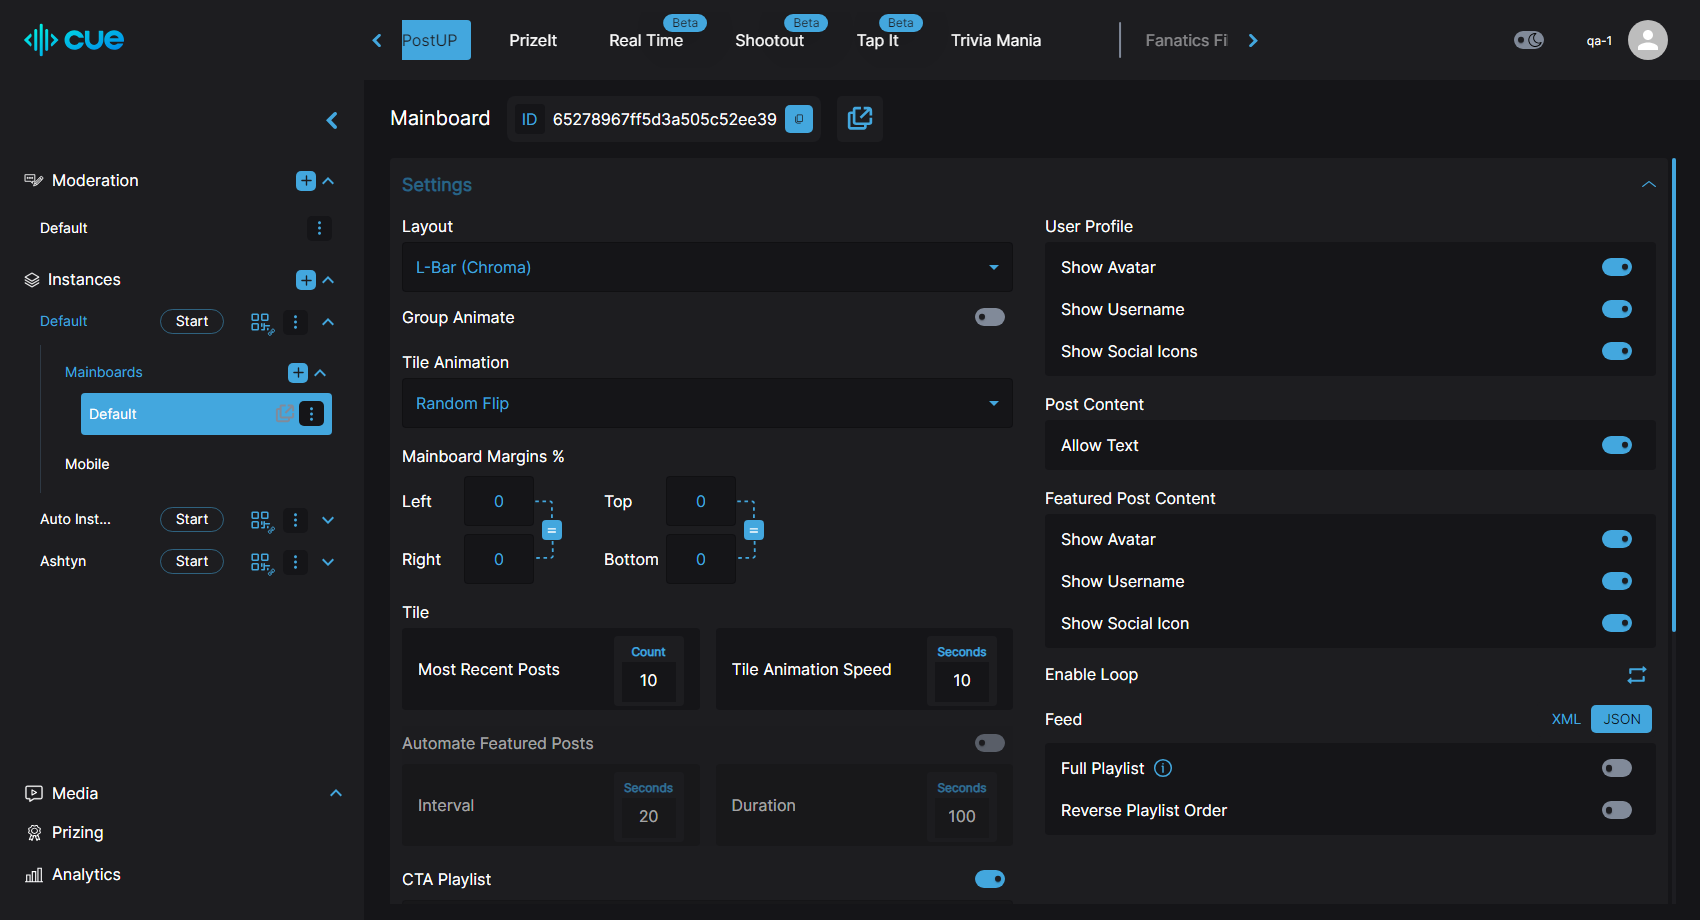 cue
PostUP
PrizeIt
Real Time
Beta
Shootout
Beta
Tap It
Beta
Trivia Mania
Fanatics Fi
qa-1
Moderation
Default
Instances
Default
Start
Mainboards
Default
Mobile
Auto Inst...
Start
Ashtyn
Start
Media
Prizing
Analytics
Mainboard
ID 65278967ff5d3a505c52ee39
Settings
Layout
L-Bar (Chroma)
Group Animate
Tile Animation
Random Flip
Mainboard Margins %
Left 0
Top 0
=
=
Right 0
Bottom 0
Tile
Most Recent Posts
Count
10
Tile Animation Speed
Seconds
10
Automate Featured Posts
Interval
Seconds
20
Duration
Seconds
100
CTA Playlist
User Profile
Show Avatar
Show Username
Show Social Icons
Post Content
Allow Text
Featured Post Content
Show Avatar
Show Username
Show Social Icon
Enable Loop
Feed
XML
JSON
Full Playlist
Reverse Playlist Order